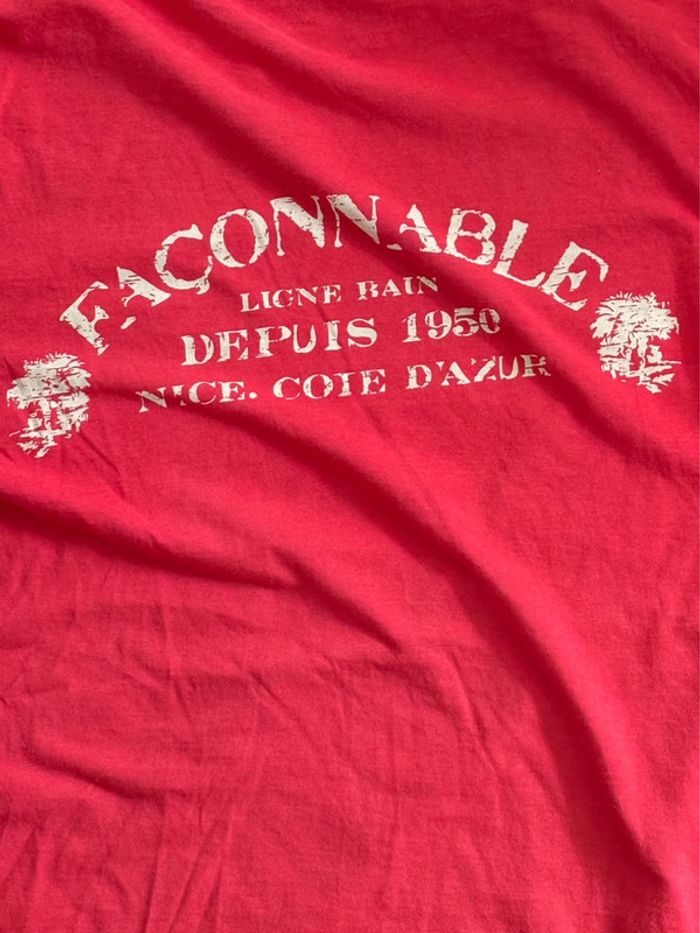 FAÇONNABLE
LIGNE BAIN
DEPUIS 1950
NICE. COTE D'AZUR